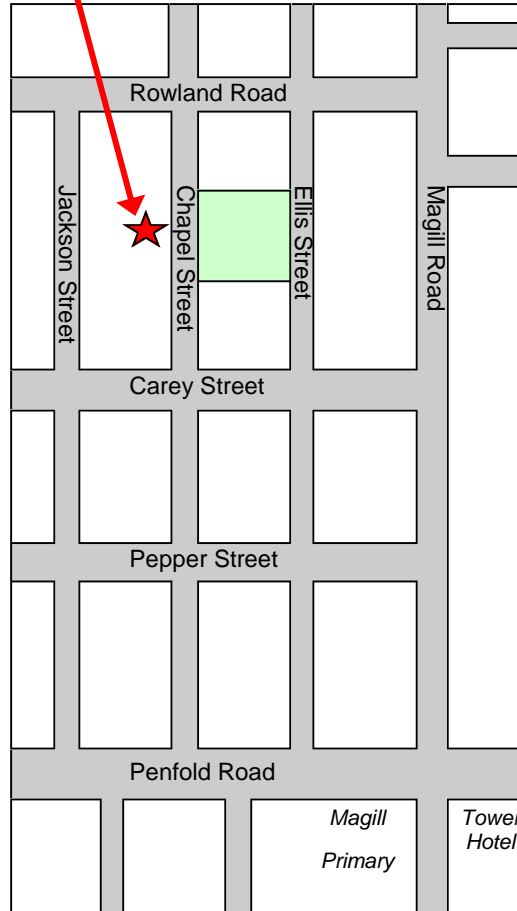 Rowland Road
Jackson Street
Chapel Street
Ellis Street
Magill Road
Carey Street
Pepper Street
Penfold Road
Magill
Primary
Tower
Hotel